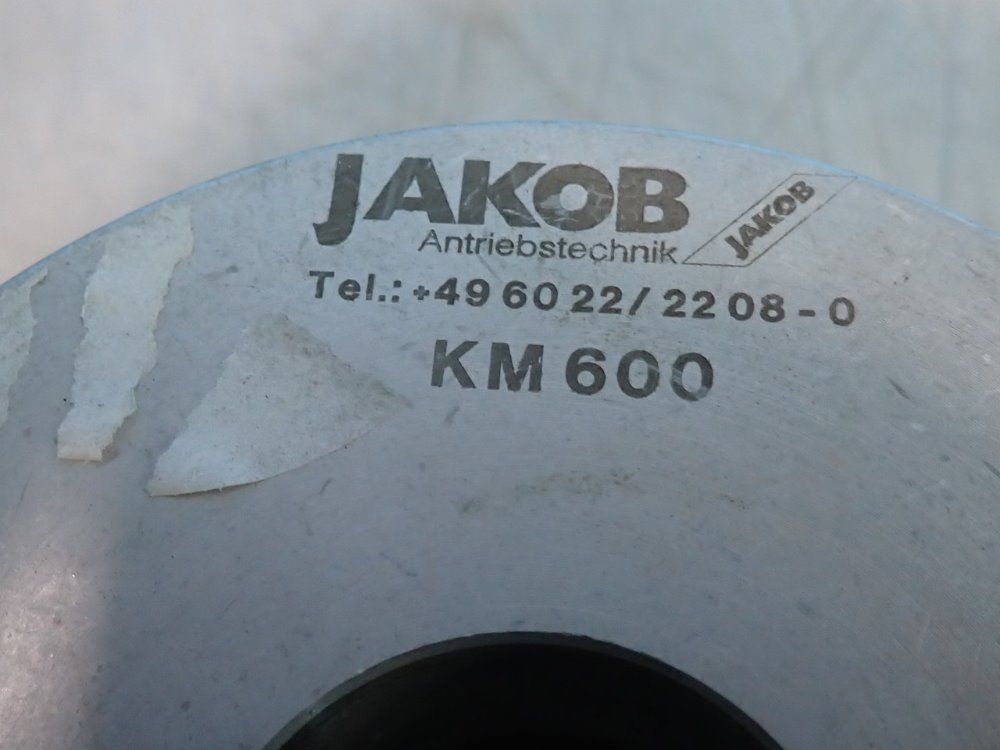 JAKOB
Antriebstechnik JAKOB
Tel.: +49 60 22 / 22 08 - 0
KM 600